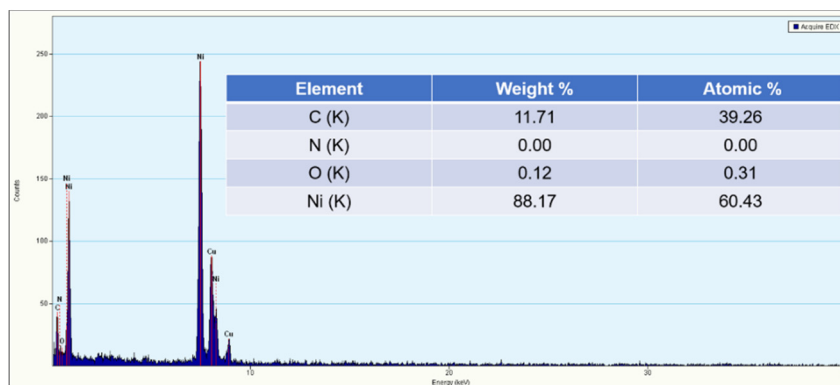 Acquire EDX
250
200
150
100
50
Counts
Ni
Ni
Ni
N
C
O
Cu
Ni
Cu
Element Weight % Atomic %
C (K) 11.71 39.26
N (K) 0.00 0.00
O (K) 0.12 0.31
Ni (K) 88.17 60.43
10 20 30
Energy (keV)